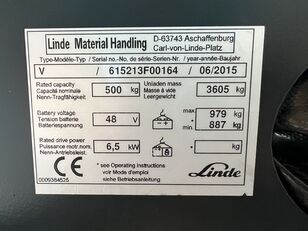 Linde Material Handling
D-63743 Aschaffenburg
Carl-von-Linde-Platz
Type-Modèle-Typ / Serial no.-No. de série-Serien-Nr. / year-année-Baujahr
V / 615213F00164 / 06/2015
Rated capacity
Capacité nominale
Nenn-Tragfähigkeit
500 kg
Unladen mass
Masse à vide
Leergewicht
3605 kg
Battery voltage
Tension batterie
Batteriespannung
48 V
max 979 kg
min * 887 kg
Rated drive power
Puissance motr.nom.
Nenn-Antriebsleist.
6,5 kW
* see Operating instructions
voir Mode d'emploi
siehe Betriebsanleitung
CE
0009384525
Linde